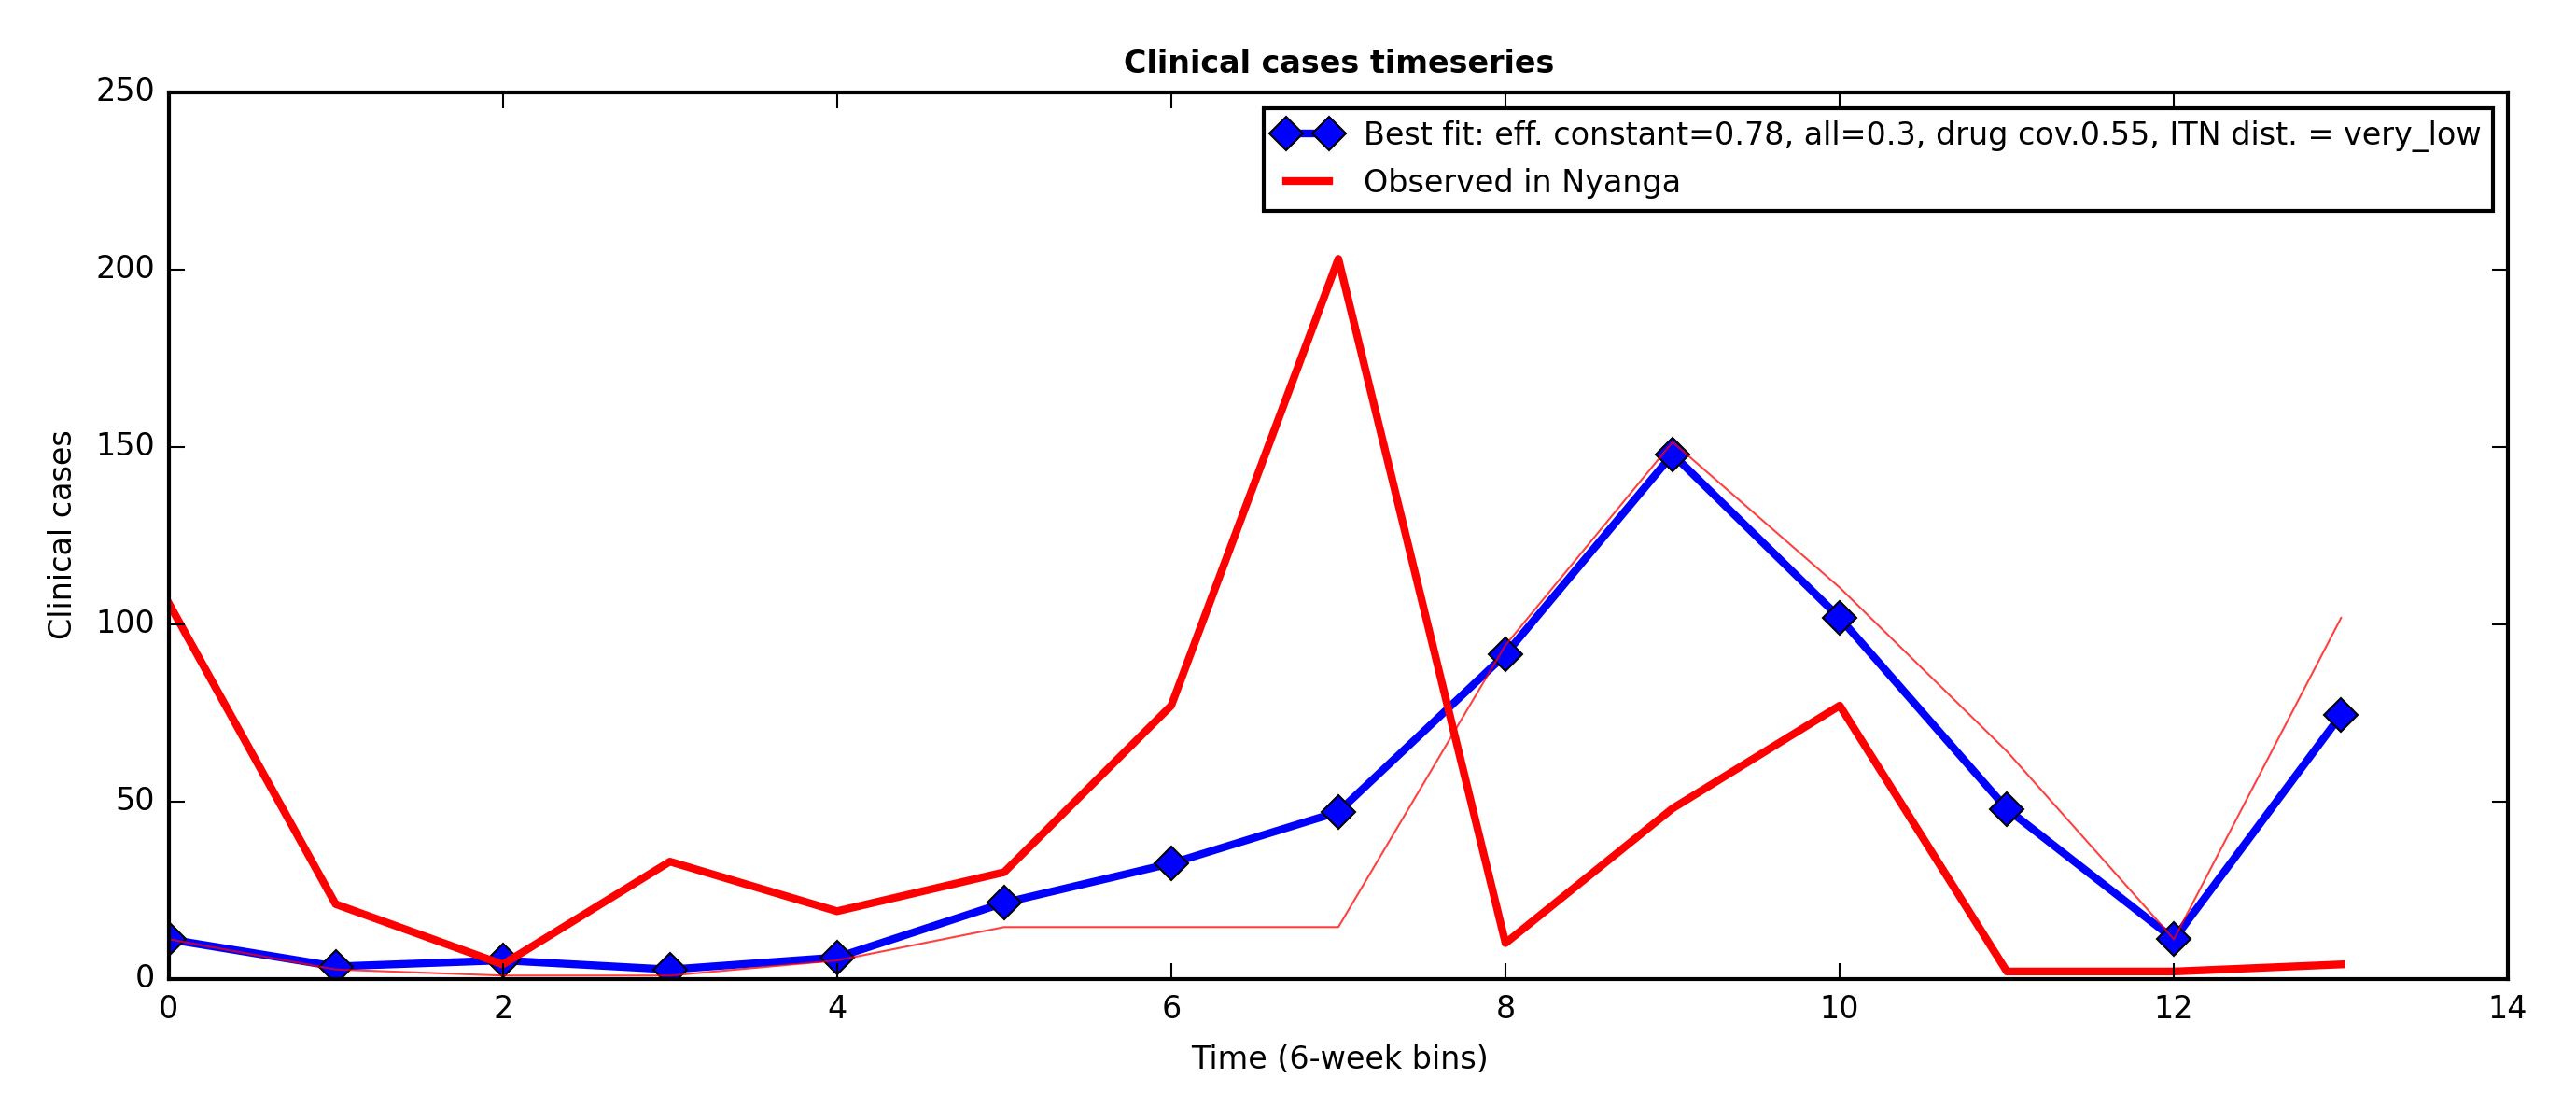 Clinical cases timeseries
250
200
150
100
50
0
Clinical cases
Best fit: eff. constant=0.78, all=0.3, drug cov.0.55, ITN dist. = very_low
Observed in Nyanga
0 2 4 6 8 10 12 14
Time (6-week bins)